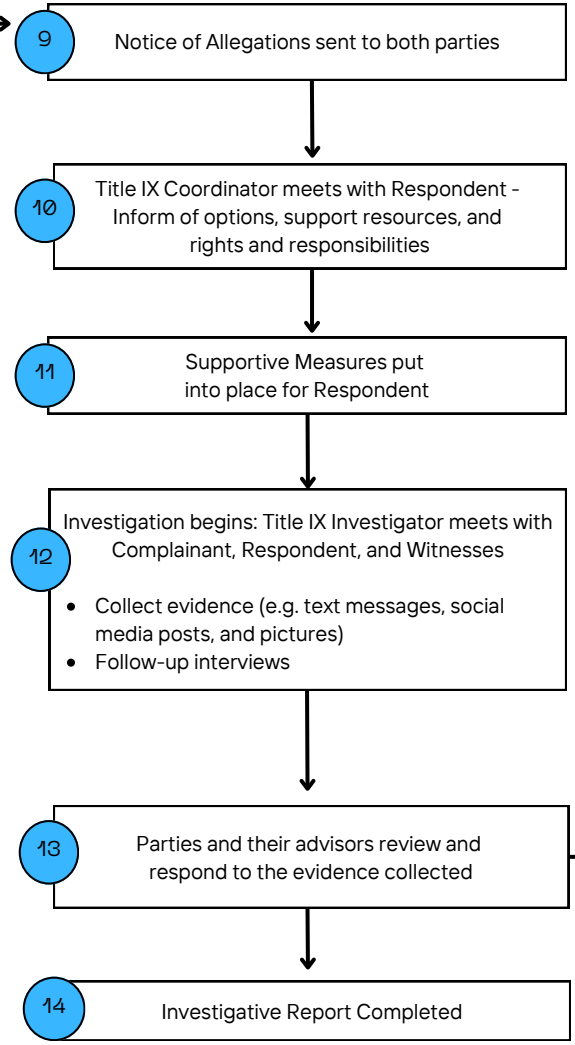 9
Notice of Allegations sent to both parties
10
Title IX Coordinator meets with Respondent -
Inform of options, support resources, and
rights and responsibilities
11
Supportive Measures put
into place for Respondent
12
Investigation begins: Title IX Investigator meets with
Complainant, Respondent, and Witnesses
• Collect evidence (e.g. text messages, social
media posts, and pictures)
• Follow-up interviews
13
Parties and their advisors review and
respond to the evidence collected
14
Investigative Report Completed